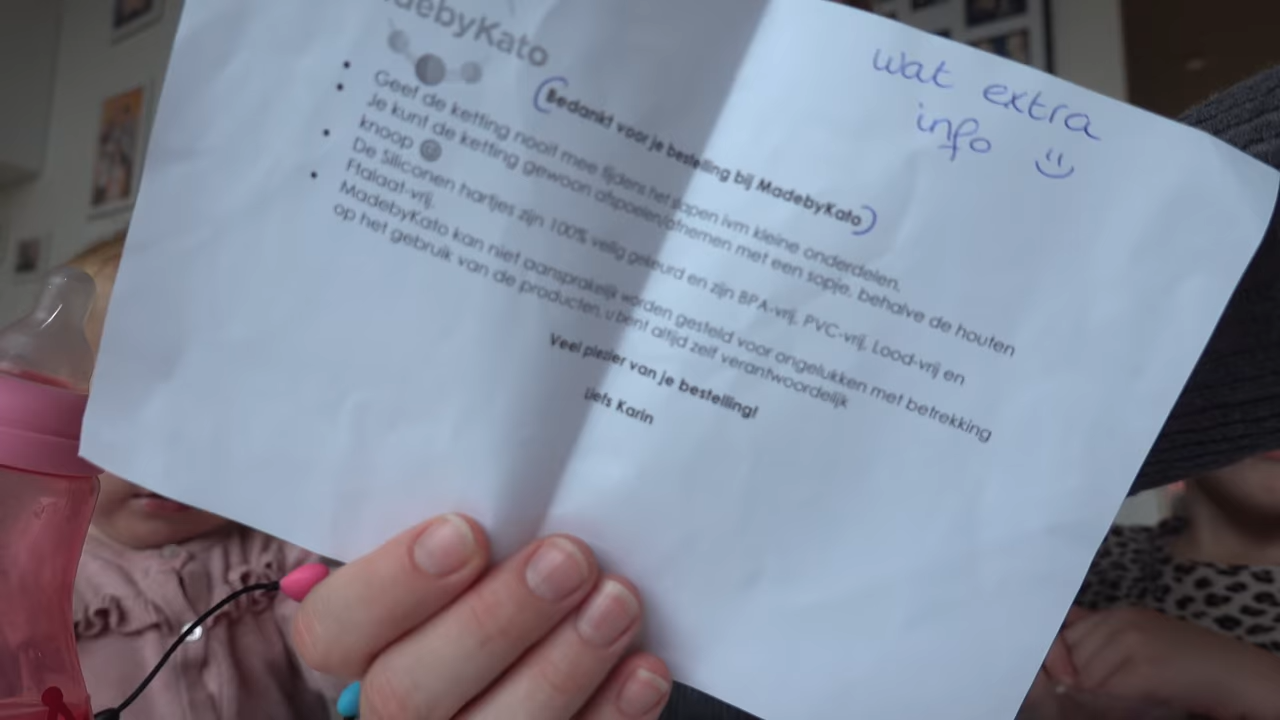 adebyKato
wat extra
info
(Bedankt voor je bestelling bij MadebyKato)
Geef de ketting nooit mee tijdens het slapen ivm kleine onderdelen.
Je kunt de ketting gewoon afspoelen/afnemen met een sopje, behalve de houten
knoop
De Siliconen hartjes zijn 100% veilig gekeurd en zijn BPA-vrij, PVC-vrij, Lood-vrij en
Ftalaat-vrij.
MadebyKato kan niet aansprakelijk worden gesteld voor ongelukken met betrekking
op het gebruik van de producten, u bent altijd zelf verantwoordelijk
Veel plezier van je bestelling!
Liefs Karin